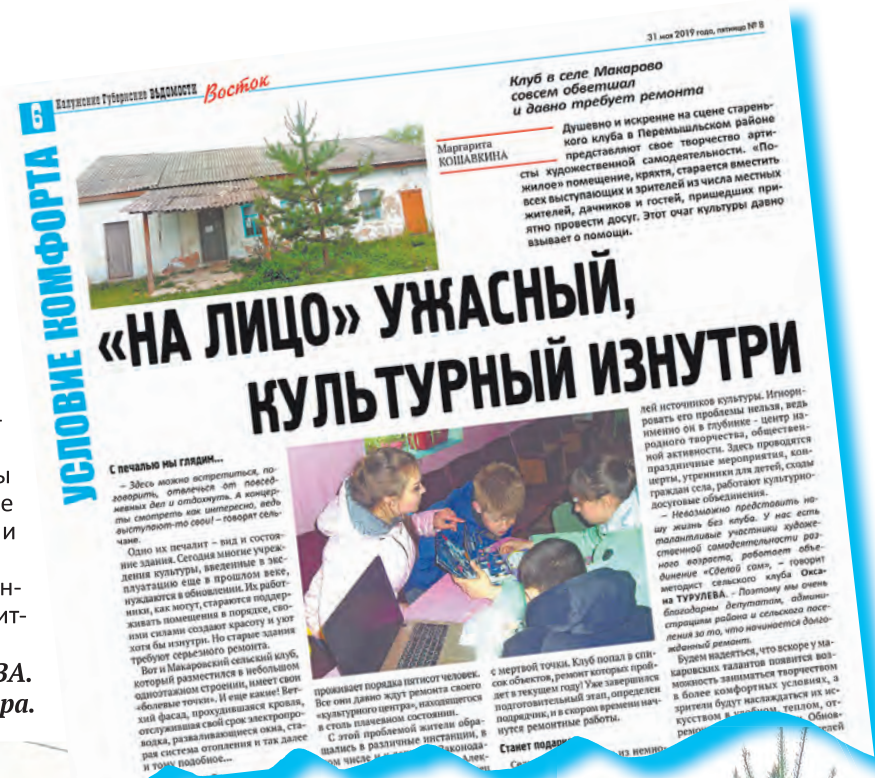 31 мая 2019 года, пятница № 8
6
Калужские Губернские ВЕДОМОСТИ Восток
УСЛОВИЕ КОМФОРТА
Клуб в селе Макарово
совсем обветшал
и давно требует ремонта
Маргарита
КОШАВКИНА
Душевно и искренне на сцене старень-
кого клуба в Перемышльском районе
представляют свое творчество арти-
сты художественной самодеятельности. «По-
жилое» помещение, кряхтя, старается вместить
всех выступающих и зрителей из числа местных
жителей, дачников и гостей, пришедших при-
ятно провести досуг. Этот очаг культуры давно
взывает о помощи.
«НА ЛИЦО» УЖАСНЫЙ,
КУЛЬТУРНЫЙ ИЗНУТРИ
С печалью мы глядим...
– Здесь можно встретиться, по-
говорить, отвлечься от повсед-
невных дел и отдохнуть. А концер-
ты смотреть как интересно, ведь
выступают-то свои! – говорят сель-
чане.
Одно их печалит – вид и состоя-
ние здания. Сегодня многие учреж-
дения культуры, введенные в экс-
плуатацию еще в прошлом веке,
нуждаются в обновлении. Их работ-
ники, как могут, стараются поддер-
живать помещения в порядке, сво-
ими силами создают красоту и уют
хотя бы изнутри. Но старые здания
требуют серьезного ремонта.
Вот и Макаровский сельский клуб,
который разместился в небольшом
одноэтажном строении, имеет свои
«болевые точки». И еще какие! Вет-
хий фасад, прохудившаяся кровля,
отслужившая свой срок электропро-
водка, разваливающиеся окна, ста-
рая система отопления и так далее
и тому подобное...
проживает порядка пятисот человек.
Все они давно ждут ремонта своего
«культурного центра», находящегося
в столь плачевном состоянии.
С этой проблемой жители обра-
щались в различные инстанции, в
том числе и к
Алек-
с мертвой точки. Клуб попал в спи-
сок объектов, ремонт которых прой-
дет в текущем году! Уже завершился
подготовительный этап, определен
подрядчик, и в скором времени нач-
нутся ремонтные работы.
Станет
из немно-
лей источников культуры. Игнори-
ровать его проблемы нельзя, ведь
именно он в глубинке – центр на-
родного творчества, обществен-
ной активности. Здесь проводятся
праздничные мероприятия, кон-
церты, утренники для детей, сходы
граждан села, работают культурно-
досуговые объединения.
– Невозможно представить на-
шу жизнь без клуба. У нас есть
талантливые участники художе-
ственной самодеятельности раз-
ного возраста, работает объе-
динение «Сделай сам», – говорит
методист сельского клуба Окса-
на ТУРУЛЕВА. – Поэтому мы очень
благодарны депутатам, админи-
страциям района и сельского посе-
ления за то, что начинается долго-
жданный ремонт.
Будем надеяться, что вскоре у ма-
каровских талантов появится воз-
можность заниматься творчеством
в более комфортных условиях, а
зрители будут наслаждаться их ис-
кусством в удобном, теплом, от-
Обнов-
ы
е
и
н-
ит-
ВА.
ра.